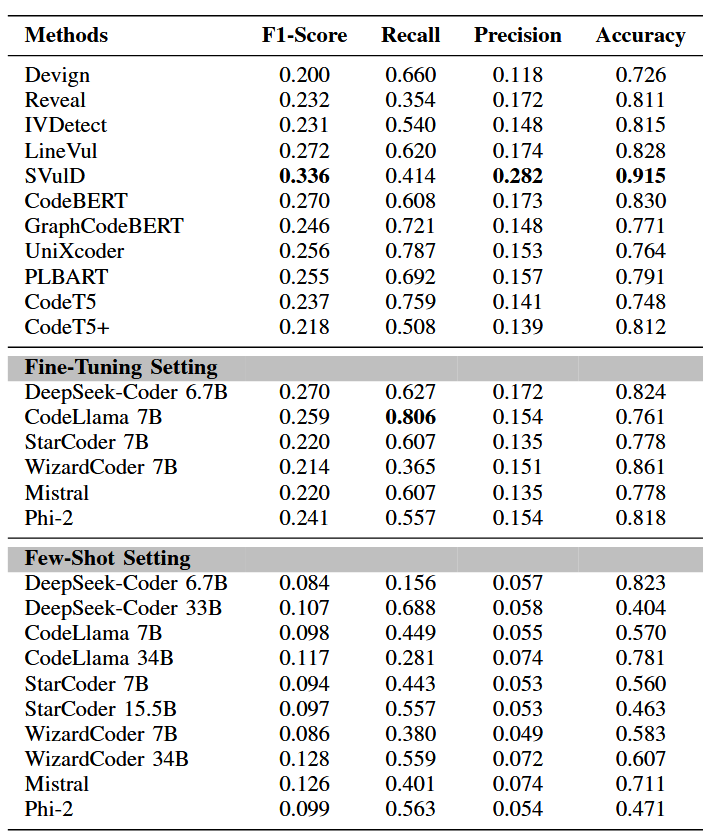 Methods F1-Score Recall Precision Accuracy
Devign 0.200 0.660 0.118 0.726
Reveal 0.232 0.354 0.172 0.811
IVDetect 0.231 0.540 0.148 0.815
LineVul 0.272 0.620 0.174 0.828
SVulD 0.336 0.414 0.282 0.915
CodeBERT 0.270 0.608 0.173 0.830
GraphCodeBERT 0.246 0.721 0.148 0.771
UniXcoder 0.256 0.787 0.153 0.764
PLBART 0.255 0.692 0.157 0.791
CodeT5 0.237 0.759 0.141 0.748
CodeT5+ 0.218 0.508 0.139 0.812
Fine-Tuning Setting
DeepSeek-Coder 6.7B 0.270 0.627 0.172 0.824
CodeLlama 7B 0.259 0.806 0.154 0.761
StarCoder 7B 0.220 0.607 0.135 0.778
WizardCoder 7B 0.214 0.365 0.151 0.861
Mistral 0.220 0.607 0.135 0.778
Phi-2 0.241 0.557 0.154 0.818
Few-Shot Setting
DeepSeek-Coder 6.7B 0.084 0.156 0.057 0.823
DeepSeek-Coder 33B 0.107 0.688 0.058 0.404
CodeLlama 7B 0.098 0.449 0.055 0.570
CodeLlama 34B 0.117 0.281 0.074 0.781
StarCoder 7B 0.094 0.443 0.053 0.560
StarCoder 15.5B 0.097 0.557 0.053 0.463
WizardCoder 7B 0.086 0.380 0.049 0.583
WizardCoder 34B 0.128 0.559 0.072 0.607
Mistral 0.126 0.401 0.074 0.711
Phi-2 0.099 0.563 0.054 0.471